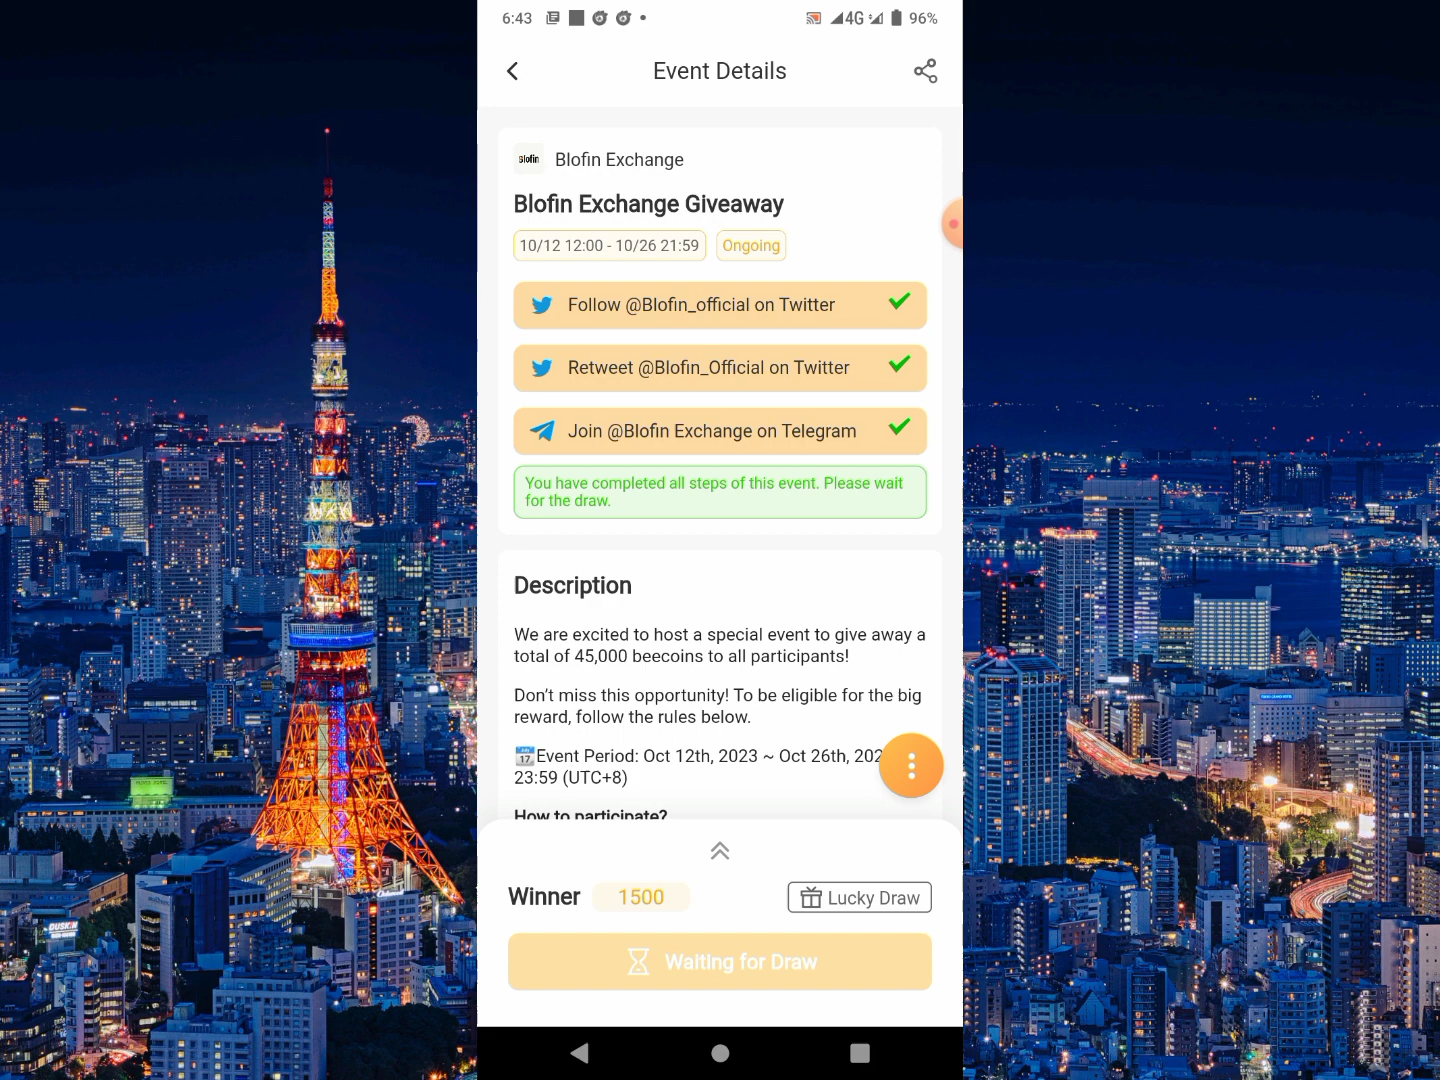 6:43
4G
96%
Event Details
Blofin
Blofin Exchange
Blofin Exchange Giveaway
10/12 12:00 - 10/26 21:59
Ongoing
Follow @Blofin_official on Twitter
Retweet @Blofin_Official on Twitter
Join @Blofin Exchange on Telegram
You have completed all steps of this event. Please wait
for the draw.
Description
We are excited to host a special event to give away a
total of 45,000 beecoins to all participants!
Don't miss this opportunity! To be eligible for the big
reward, follow the rules below.
17
Event Period: Oct 12th, 2023 ~ Oct 26th, 202
23:59 (UTC+8)
How to participate?
Winner
1500
Lucky Draw
Waiting for Draw
DUSKIN